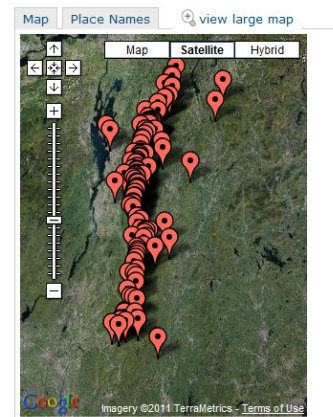 Map Place Names view large map
Map Satellite Hybrid
Google Imagery ©2011 TerraMetrics - Terms of Use